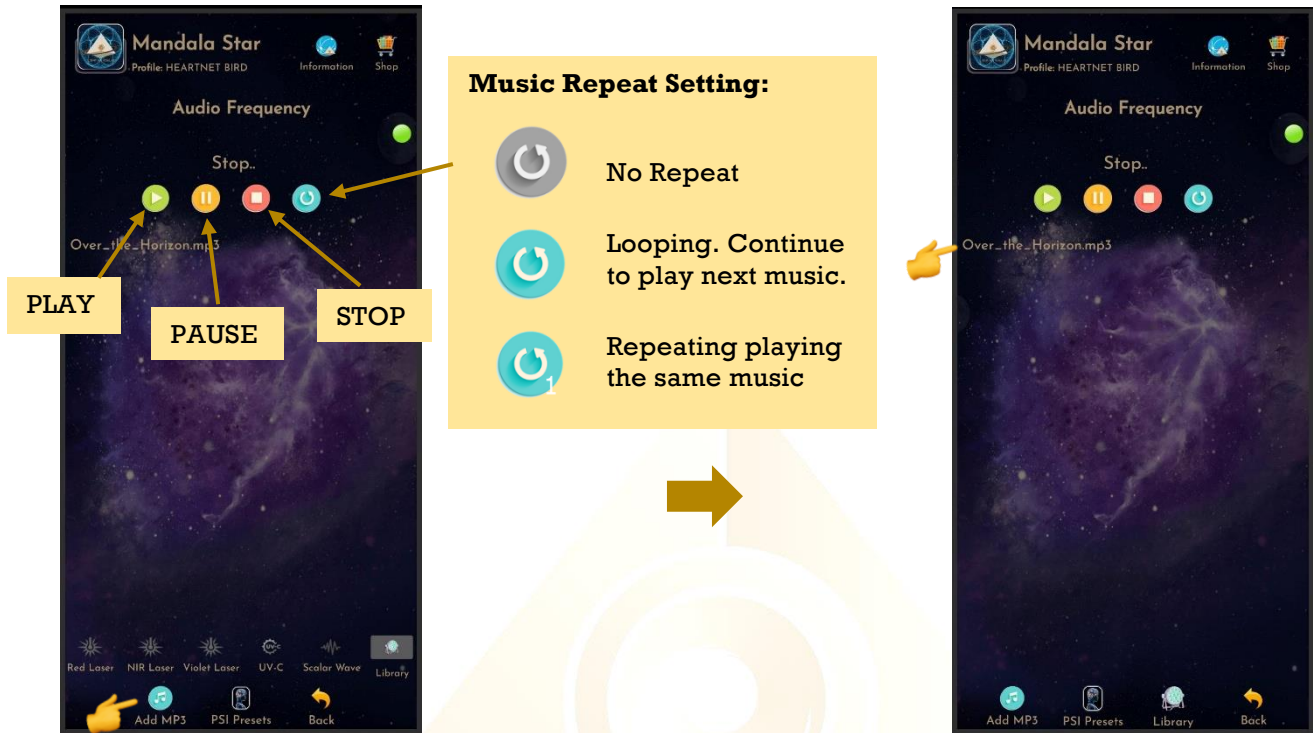 Mandala Star
Profile: HEARTNET BIRD
Information
Shop
Audio Frequency
Stop..
Over_the_Horizon.mp3
PLAY
PAUSE
STOP
Red Laser
NIR Laser
Violet Laser
UV-C
UV-C
Scalar Wave
Library
Add MP3
PSI Presets
Back
Music Repeat Setting:
No Repeat
Looping. Continue
to play next music.
1
Repeating playing
the same music
Mandala Star
Profile: HEARTNET BIRD
Information
Shop
Audio Frequency
Stop..
Over_the_Horizon.mp3
Add MP3
PSI Presets
Library
Back